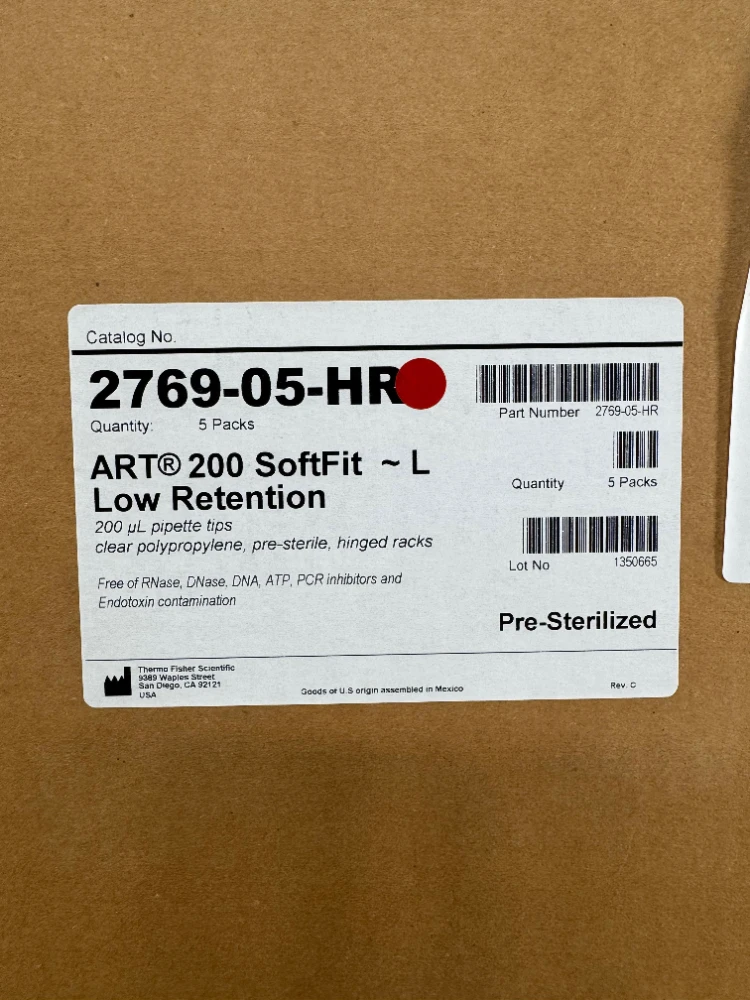 Catalog No.
2769-05-HR
Quantity: 5 Packs
ART® 200 SoftFit ~ L
Low Retention
200 µL pipette tips
clear polypropylene, pre-sterile, hinged racks
Free of RNase, DNase, DNA, ATP, PCR inhibitors and
Endotoxin contamination
Part Number 2769-05-HR
Quantity 5 Packs
Lot No 1350665
Pre-Sterilized
Thermo Fisher Scientific
9389 Waples Street
San Diego, CA 92121
USA
Goods of U.S origin assembled in Mexico
Rev. C